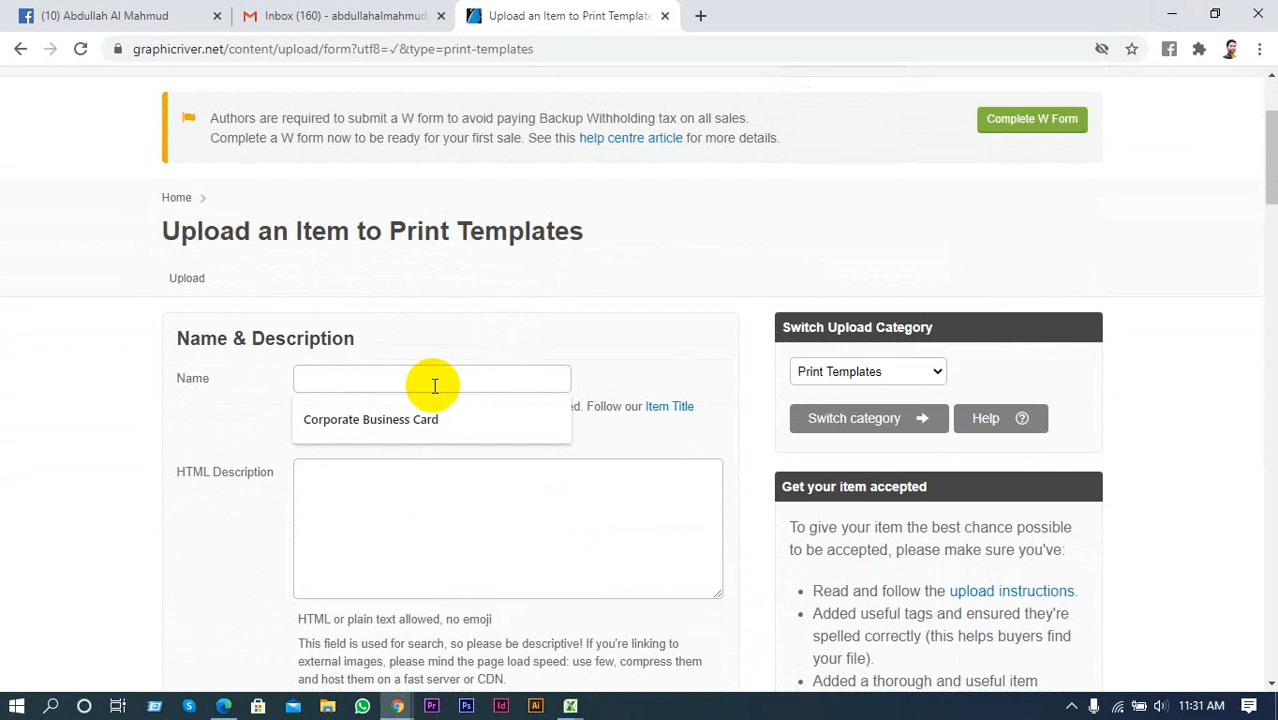 (10) Abdullah Al Mahmud
Inbox (160) - abdullahalmahmud
Upload an Item to Print Template
graphicriver.net/content/upload/form?utf8=✓&type=print-templates
Authors are required to submit a W form to avoid paying Backup Withholding tax on all sales.
Complete a W form now to be ready for your first sale. See this help centre article for more details.
Complete W Form
Home
Upload an Item to Print Templates
Upload
Name & Description
Name
Corporate Business Card
ed. Follow our Item Title
HTML Description
HTML or plain text allowed, no emoji
This field is used for search, so please be descriptive! If you're linking to
external images, please mind the page load speed: use few, compress them
and host them on a fast server or CDN.
Switch Upload Category
Print Templates
Switch category
Help
Get your item accepted
To give your item the best chance possible
to be accepted, please make sure you've:
• Read and follow the upload instructions.
• Added useful tags and ensured they're
spelled correctly (this helps buyers find
your file).
• Added a thorough and useful item
Pr
Ps
Id
Ai
11:31 AM